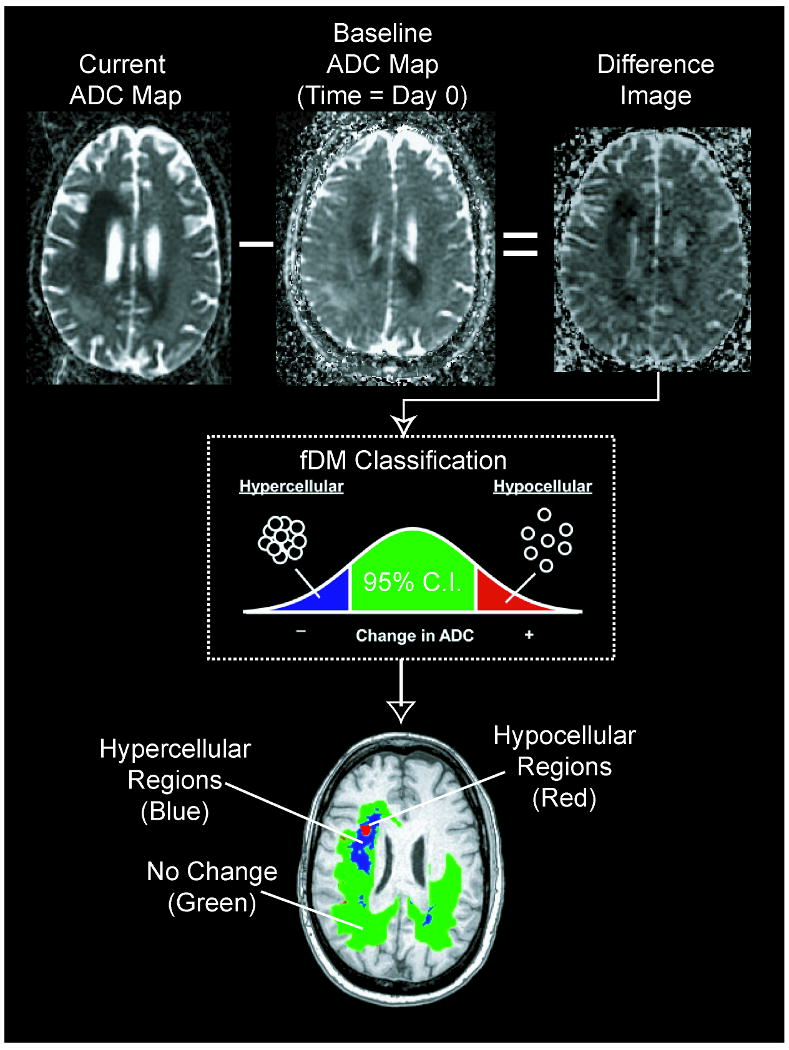 Current
ADC Map
Baseline
ADC Map
(Time = Day 0)
Difference
Image
fDM Classification
Hypercellular
Hypocellular
95% C.I.
– Change in ADC +
Hypercellular
Regions
(Blue)
Hypocellular
Regions
(Red)
No Change
(Green)